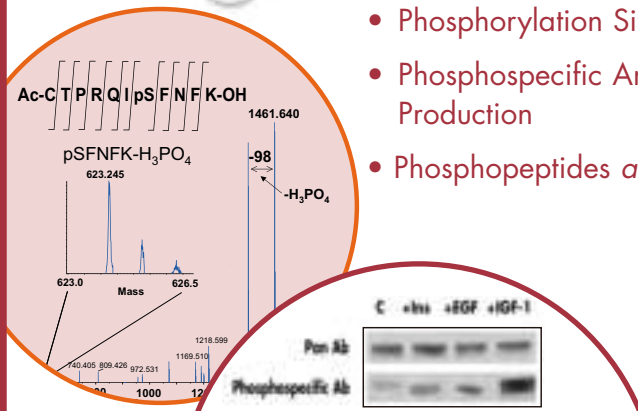 • Phosphorylation
• Phosphospecific
Production
• Phosphopeptides
Ac-C T P R Q I pS F N F K-OH
1461.640
pSFNFK-H₃PO₄
-98
623.245
-H₃PO₄
623.0
626.5
Mass
1218.599
1169.510
740.405
809.426
972.531
1000
C +Ins +EGF +IGF-1
Pan Ab
Phosphospecific Ab